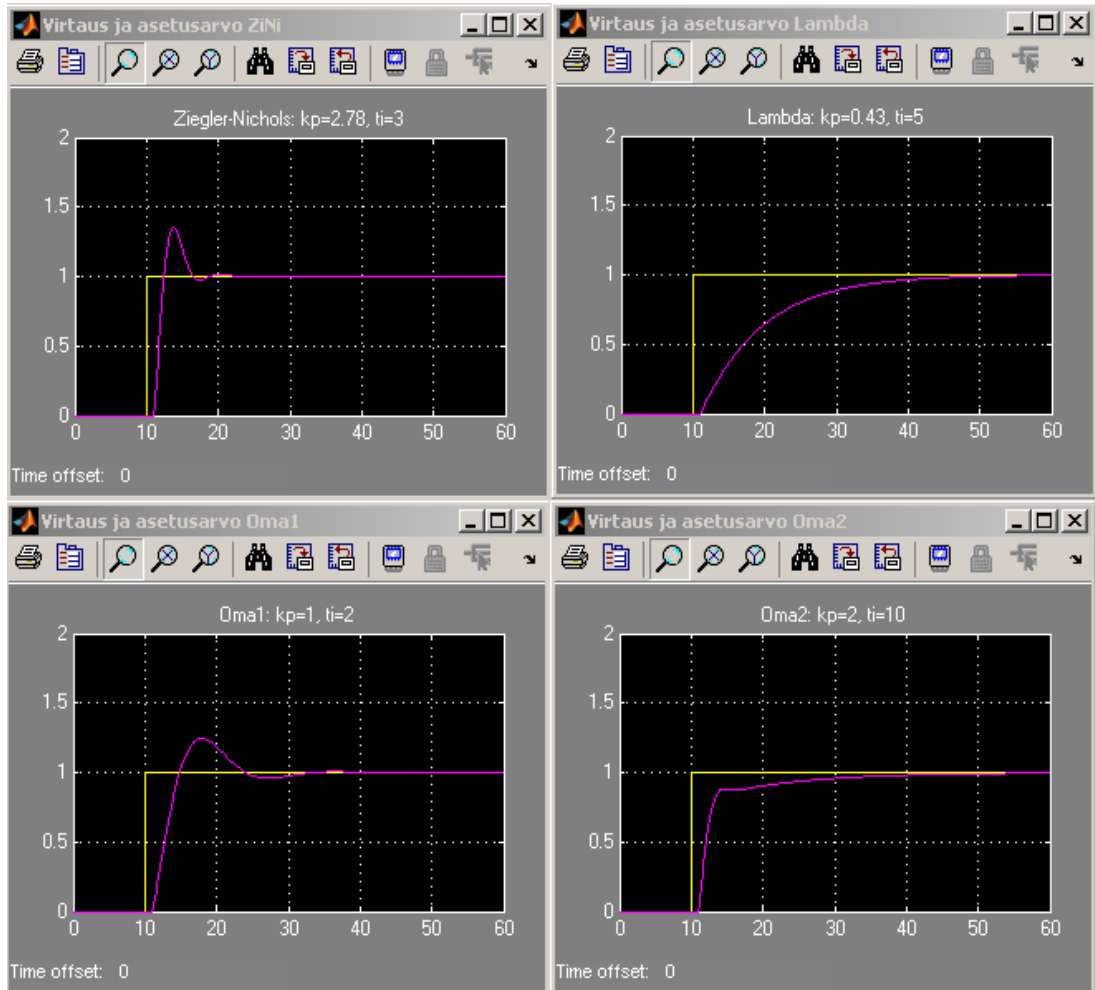 Virtaus ja asetusarvo ZiNi
Ziegler-Nichols: kp=2.78, ti=3
2
1.5
1
0.5
0
0 10 20 30 40 50 60
Time offset: 0
Virtaus ja asetusarvo Lambda
Lambda: kp=0.43, ti=5
2
1.5
1
0.5
0
0 10 20 30 40 50 60
Time offset: 0
Virtaus ja asetusarvo Oma1
Oma1: kp=1, ti=2
2
1.5
1
0.5
0
0 10 20 30 40 50 60
Time offset: 0
Virtaus ja asetusarvo Oma2
Oma2: kp=2, ti=10
2
1.5
1
0.5
0
0 10 20 30 40 50 60
Time offset: 0